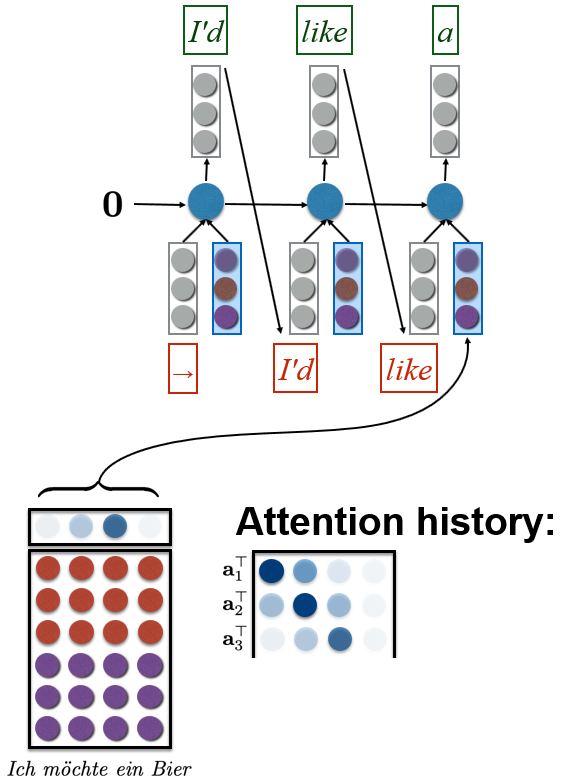 I'd like a
0
→ I'd like
Attention history:
a₁⊤
a₂⊤
a₃⊤
Ich möchte ein Bier